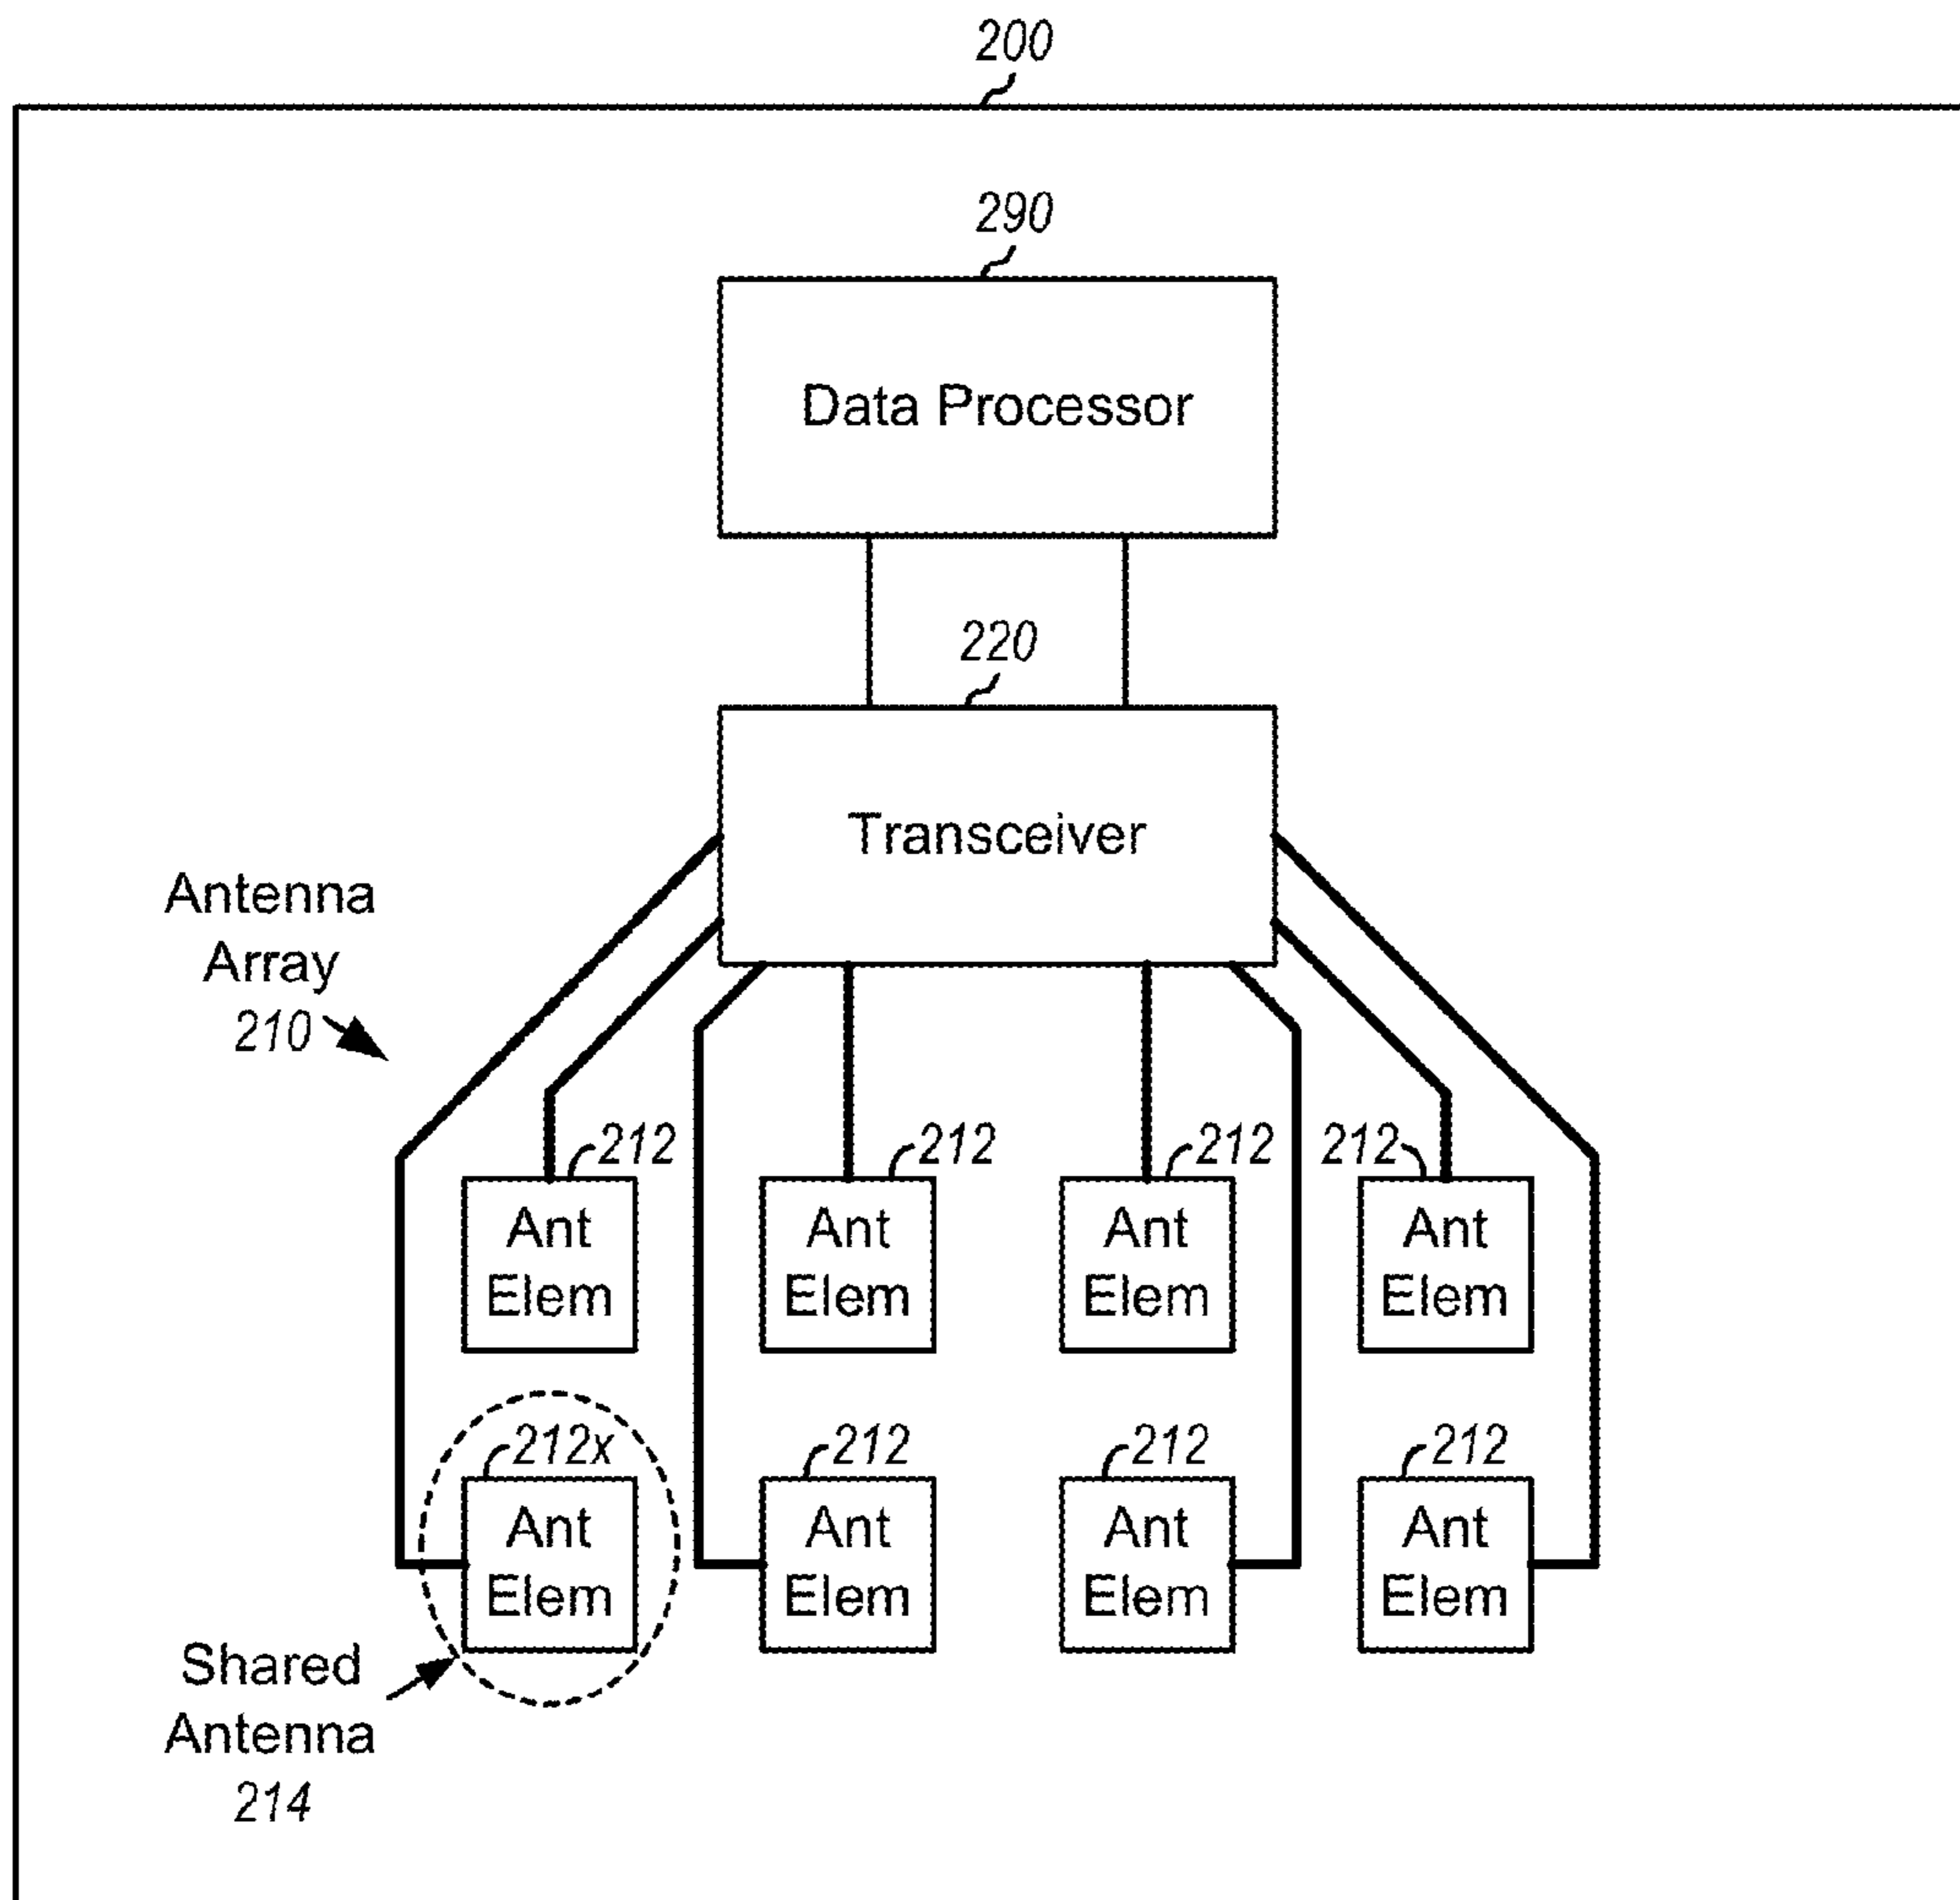 200
290
Data Processor
220
Transceiver
Antenna
Array
210
212
212
212
212
Ant
Elem
Ant
Elem
Ant
Elem
Ant
Elem
212x
212
212
212
Ant
Elem
Ant
Elem
Ant
Elem
Ant
Elem
Shared
Antenna
214